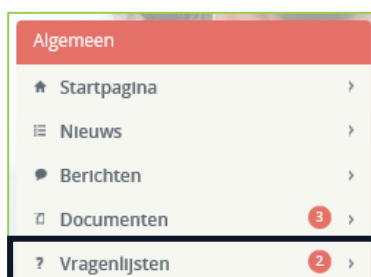 Algemeen
Startpagina
Nieuws
Berichten
Documenten 3
? Vragenlijsten 2